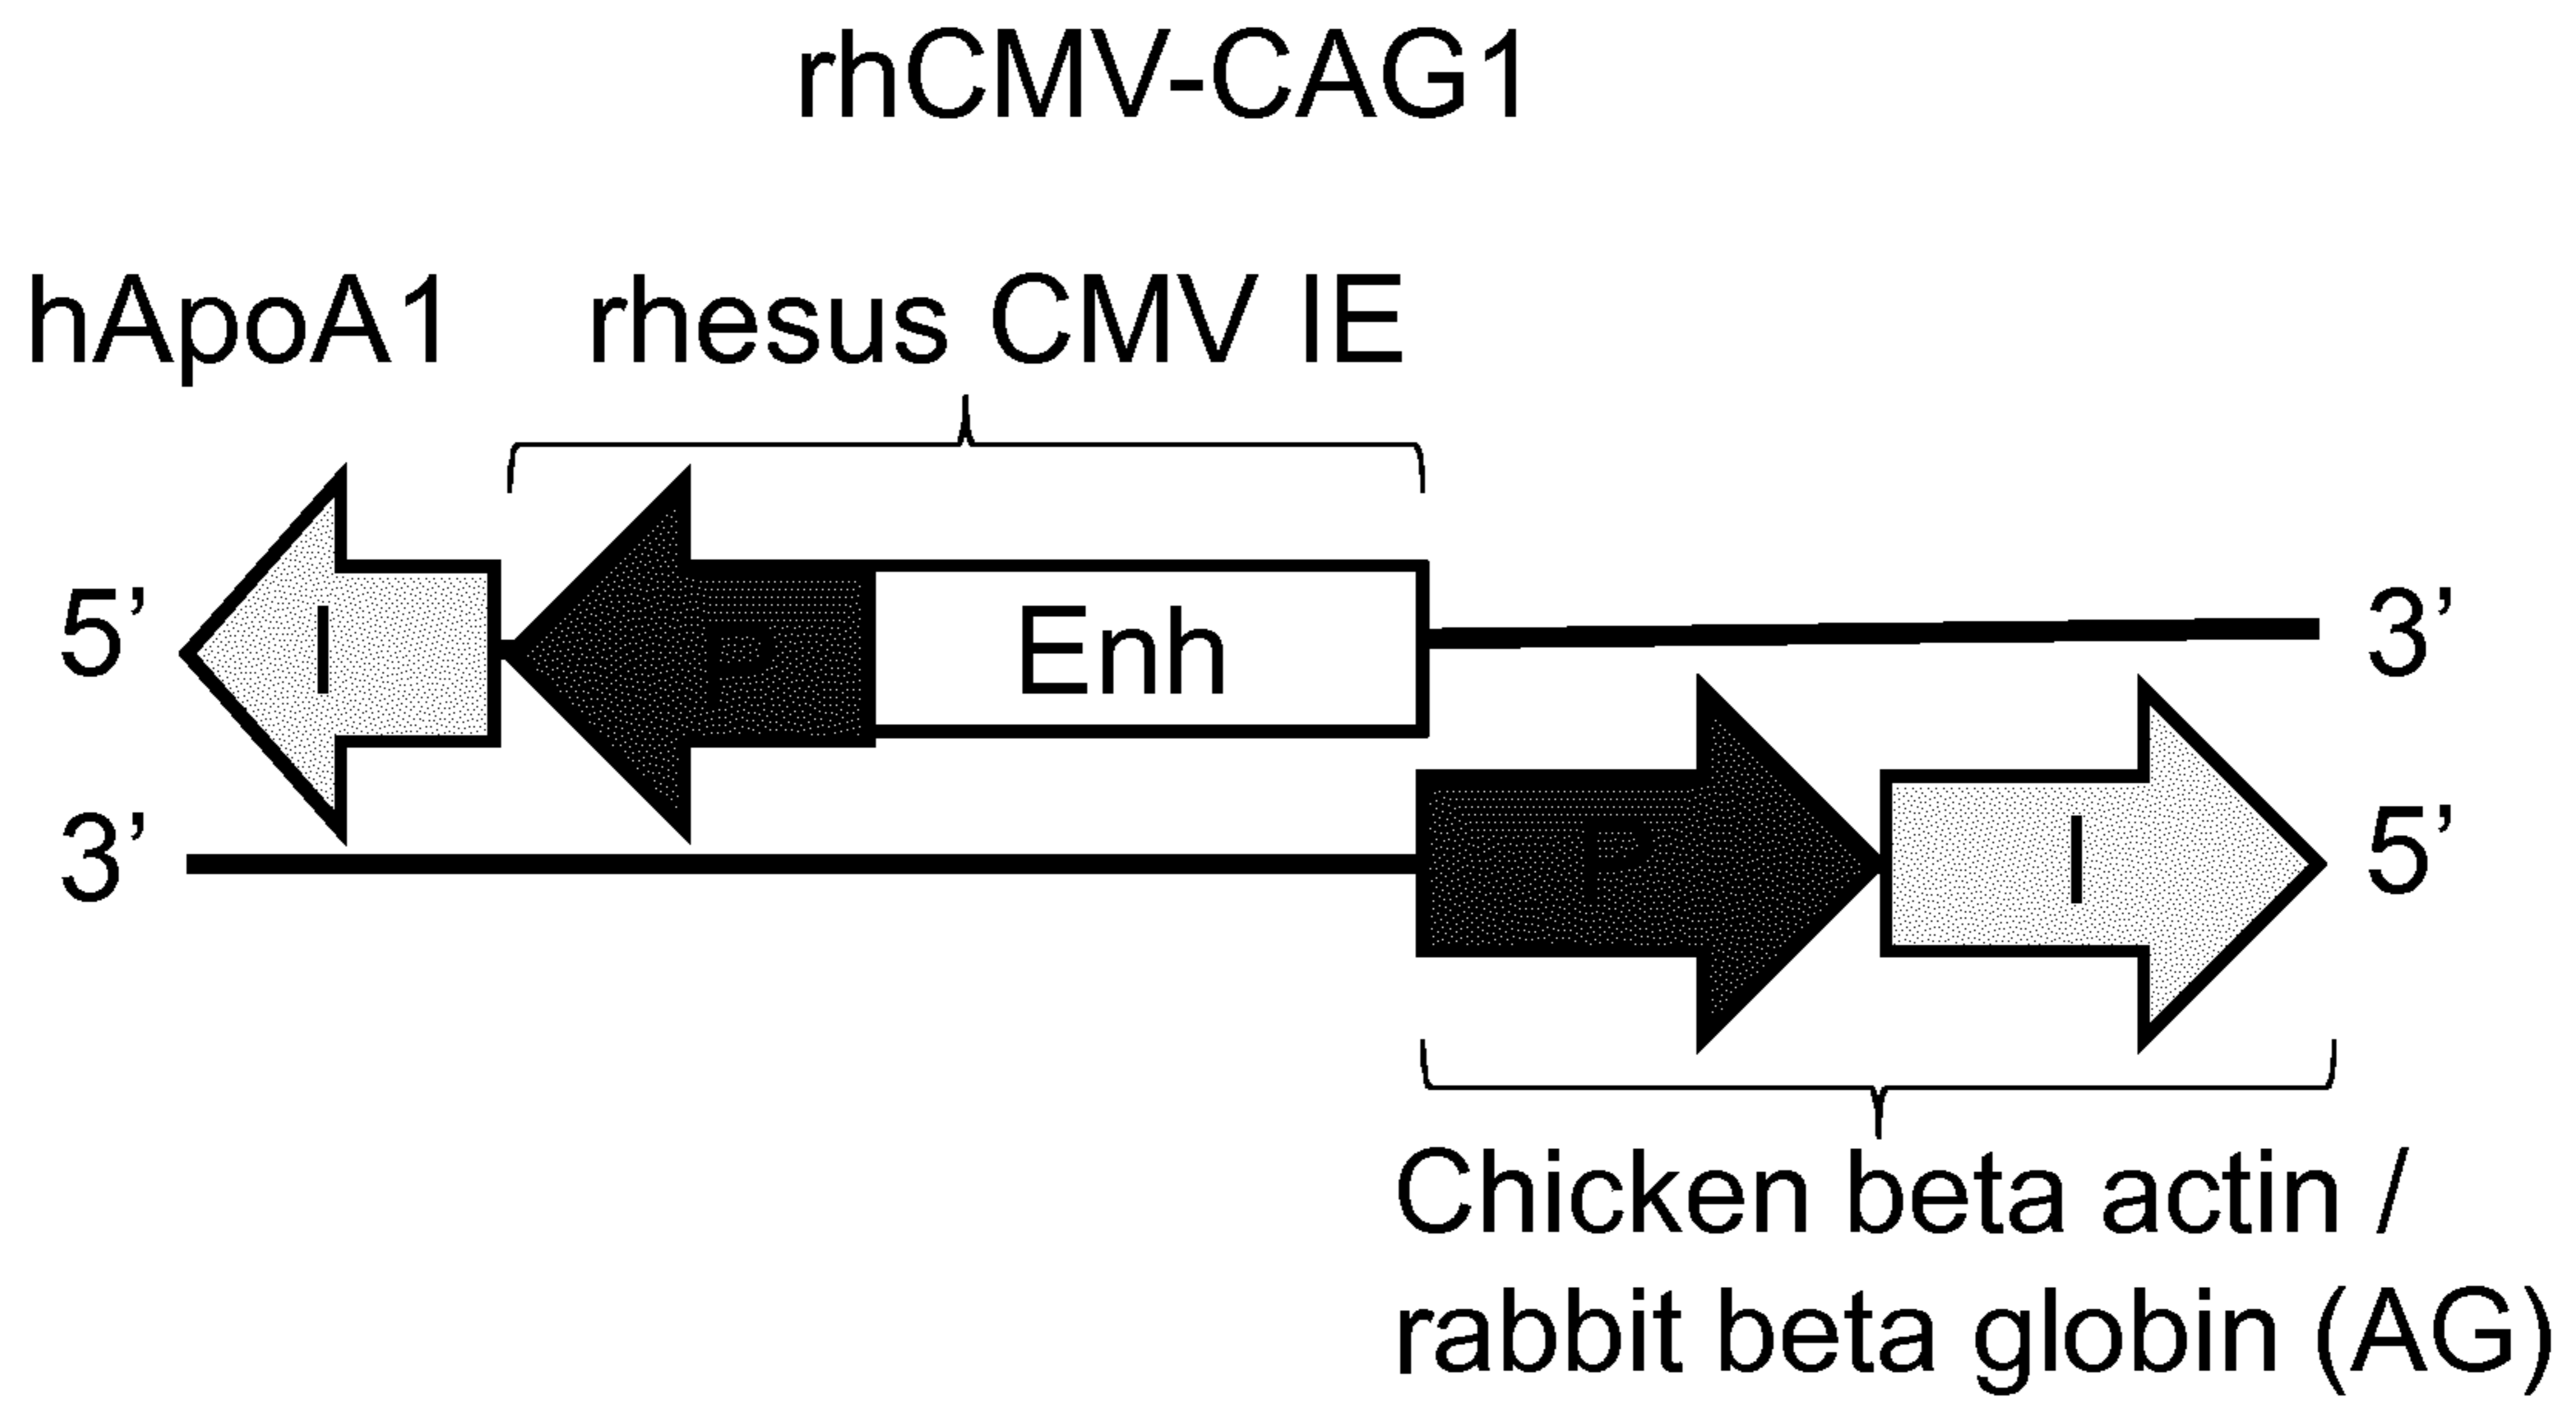 rhCMV-CAG1
hApoA1 rhesus CMV IE
5’ I P Enh 3’
3’ P I 5’
Chicken beta actin /
rabbit beta globin (AG)